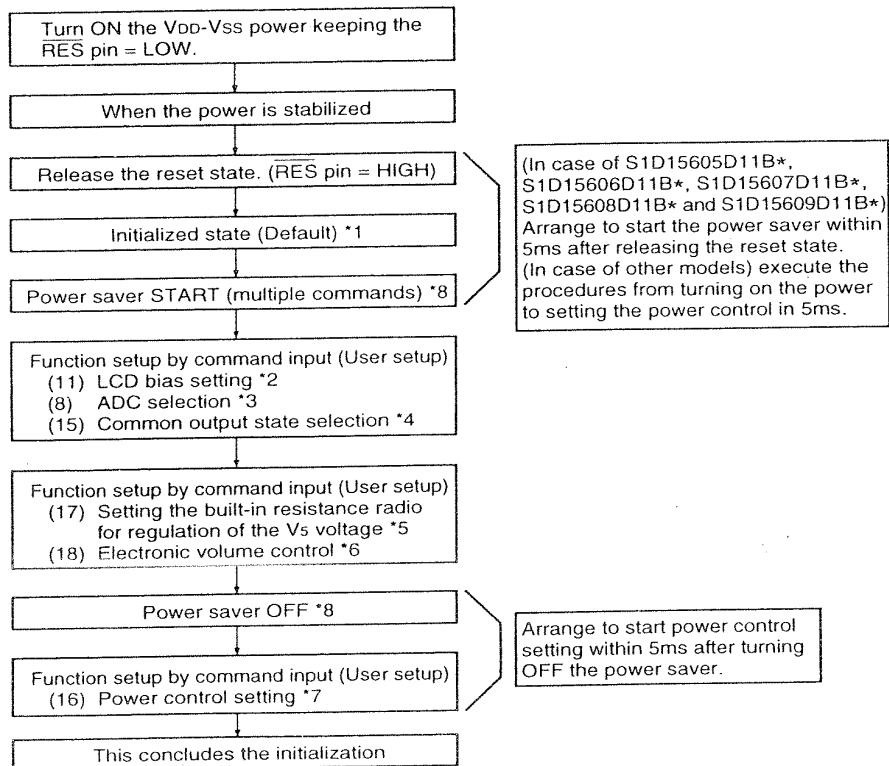 Turn ON the VDD-VSS power keeping the
RES pin = LOW.
When the power is stabilized
Release the reset state. (RES pin = HIGH)
Initialized state (Default) *1
Power saver START (multiple commands) *8
(In case of S1D15605D11B*,
S1D15606D11B*, S1D15607D11B*,
S1D15608D11B* and S1D15609D11B*)
Arrange to start the power saver within
5ms after releasing the reset state.
(In case of other models) execute the
procedures from turning on the power
to setting the power control in 5ms.
Function setup by command input (User setup)
(11) LCD bias setting *2
(8) ADC selection *3
(15) Common output state selection *4
Function setup by command input (User setup)
(17) Setting the built-in resistance radio
for regulation of the V5 voltage *5
(18) Electronic volume control *6
Power saver OFF *8
Function setup by command input (User setup)
(16) Power control setting *7
Arrange to start power control
setting within 5ms after turning
OFF the power saver.
This concludes the initialization